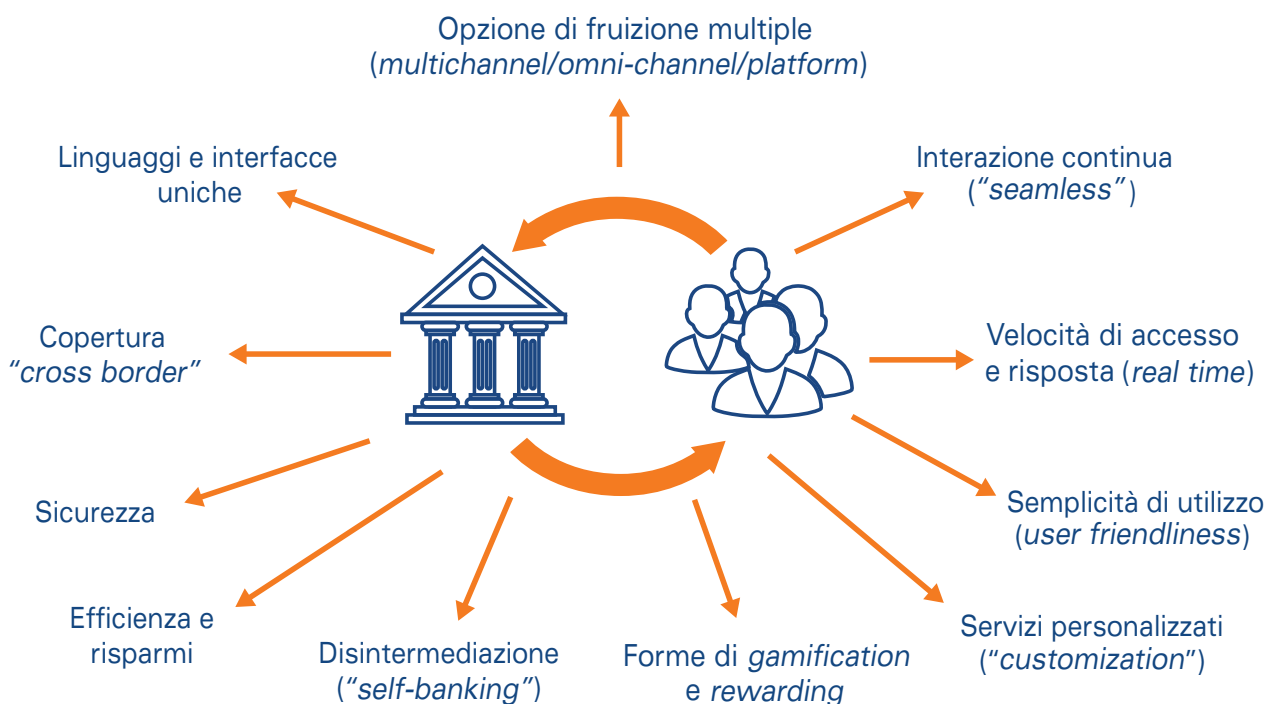 Opzione di fruizione multiple
(multichannel/omni-channel/platform)
Linguaggi e interfacce
uniche
Interazione continua
("seamless")
Copertura
"cross border"
Velocità di accesso
e risposta (real time)
Sicurezza
Semplicità di utilizzo
(user friendliness)
Efficienza e
risparmi
Disintermediazione
("self-banking")
Forme di gamification
e rewarding
Servizi personalizzati
("customization")